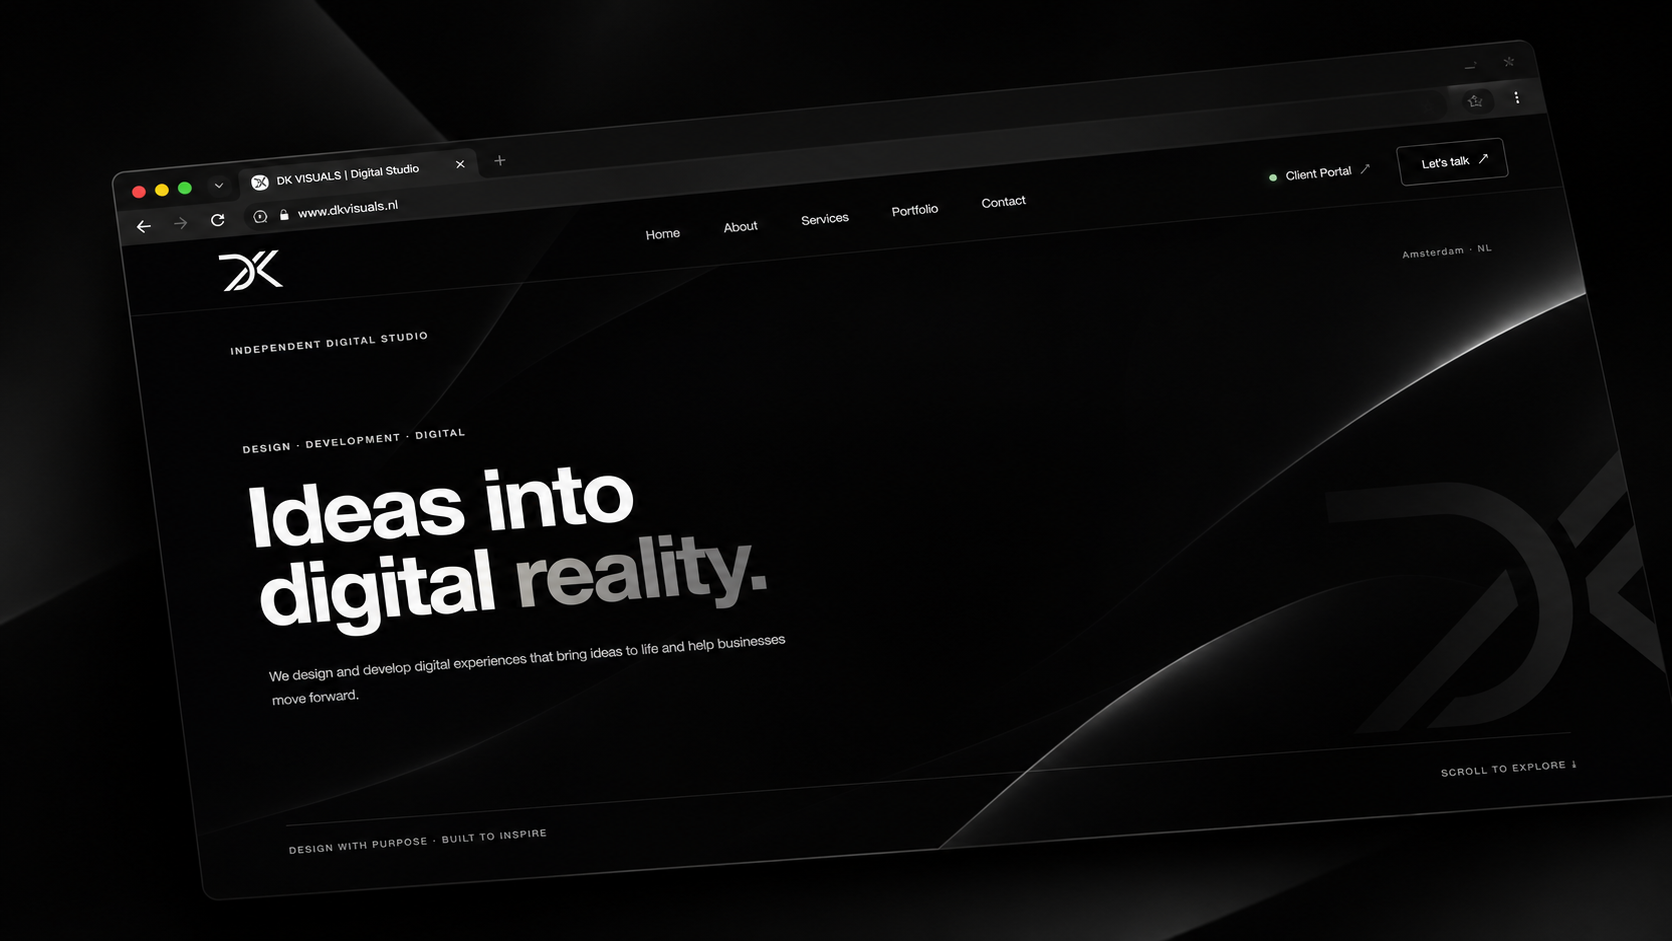 DK VISUALS | Digital Studio
www.dkvisuals.nl
DK
Home About Services Portfolio Contact
Client Portal ↗ Let's talk ↗
Amsterdam · NL
INDEPENDENT DIGITAL STUDIO
DESIGN · DEVELOPMENT · DIGITAL
Ideas into
digital reality.
We design and develop digital experiences that bring ideas to life and help businesses
move forward.
DK
SCROLL TO EXPLORE ↓
DESIGN WITH PURPOSE · BUILT TO INSPIRE